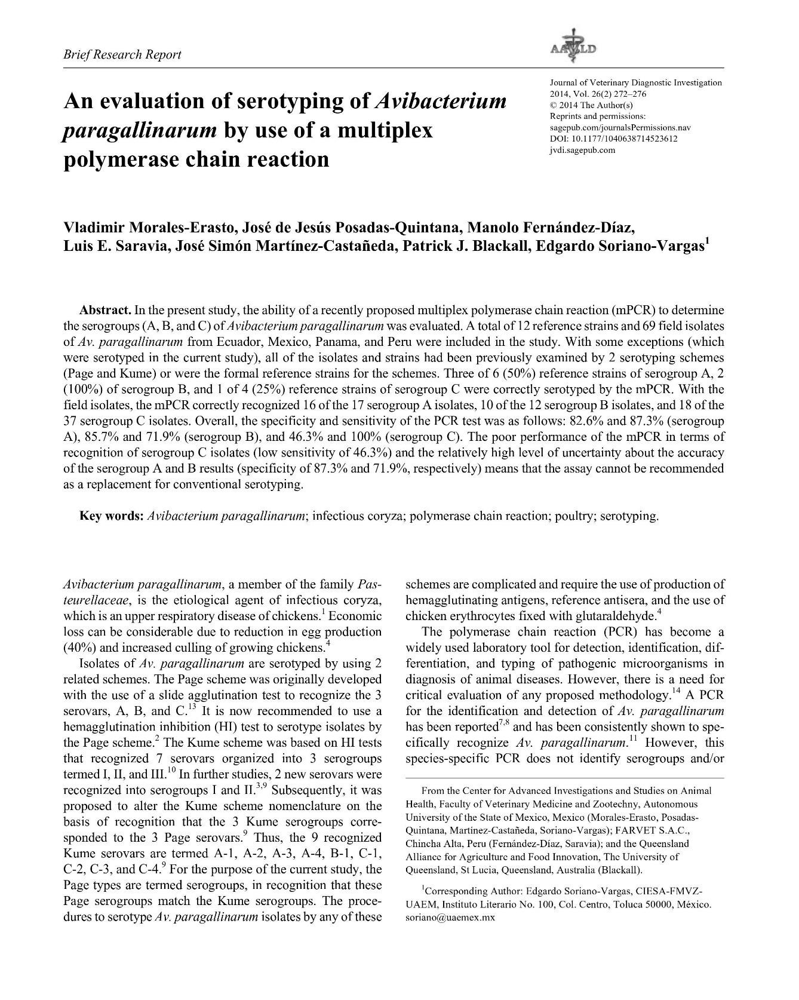 Brief Research Report
AAVLD
Journal of Veterinary Diagnostic Investigation
2014, Vol. 26(2) 272–276
© 2014 The Author(s)
Reprints and permissions:
sagepub.com/journalsPermissions.nav
DOI: 10.1177/1040638714523612
jvdi.sagepub.com
An evaluation of serotyping of Avibacterium
paragallinarum by use of a multiplex
polymerase chain reaction
Vladimir Morales-Erasto, José de Jesús Posadas-Quintana, Manolo Fernández-Díaz,
Luis E. Saravia, José Simón Martínez-Castañeda, Patrick J. Blackall, Edgardo Soriano-Vargas¹
Abstract. In the present study, the ability of a recently proposed multiplex polymerase chain reaction (mPCR) to determine
the serogroups (A, B, and C) of Avibacterium paragallinarum was evaluated. A total of 12 reference strains and 69 field isolates
of Av. paragallinarum from Ecuador, Mexico, Panama, and Peru were included in the study. With some exceptions (which
were serotyped in the current study), all of the isolates and strains had been previously examined by 2 serotyping schemes
(Page and Kume) or were the formal reference strains for the schemes. Three of 6 (50%) reference strains of serogroup A, 2
(100%) of serogroup B, and 1 of 4 (25%) reference strains of serogroup C were correctly serotyped by the mPCR. With the
field isolates, the mPCR correctly recognized 16 of the 17 serogroup A isolates, 10 of the 12 serogroup B isolates, and 18 of the
37 serogroup C isolates. Overall, the specificity and sensitivity of the PCR test was as follows: 82.6% and 87.3% (serogroup
A), 85.7% and 71.9% (serogroup B), and 46.3% and 100% (serogroup C). The poor performance of the mPCR in terms of
recognition of serogroup C isolates (low sensitivity of 46.3%) and the relatively high level of uncertainty about the accuracy
of the serogroup A and B results (specificity of 87.3% and 71.9%, respectively) means that the assay cannot be recommended
as a replacement for conventional serotyping.
Key words: Avibacterium paragallinarum; infectious coryza; polymerase chain reaction; poultry; serotyping.
Avibacterium paragallinarum, a member of the family Pas-
teurellaceae, is the etiological agent of infectious coryza,
which is an upper respiratory disease of chickens.¹ Economic
loss can be considerable due to reduction in egg production
(40%) and increased culling of growing chickens.⁴
Isolates of Av. paragallinarum are serotyped by using 2
related schemes. The Page scheme was originally developed
with the use of a slide agglutination test to recognize the 3
serovars, A, B, and C.¹³ It is now recommended to use a
hemagglutination inhibition (HI) test to serotype isolates by
the Page scheme.² The Kume scheme was based on HI tests
that recognized 7 serovars organized into 3 serogroups
termed I, II, and III.¹⁰ In further studies, 2 new serovars were
recognized into serogroups I and II.³,⁹ Subsequently, it was
proposed to alter the Kume scheme nomenclature on the
basis of recognition that the 3 Kume serogroups corre-
sponded to the 3 Page serovars.⁹ Thus, the 9 recognized
Kume serovars are termed A-1, A-2, A-3, A-4, B-1, C-1,
C-2, C-3, and C-4.⁹ For the purpose of the current study, the
Page types are termed serogroups, in recognition that these
Page serogroups match the Kume serogroups. The proce-
dures to serotype Av. paragallinarum isolates by any of these
schemes are complicated and require the use of production of
hemagglutinating antigens, reference antisera, and the use of
chicken erythrocytes fixed with glutaraldehyde.⁴
The polymerase chain reaction (PCR) has become a
widely used laboratory tool for detection, identification, dif-
ferentiation, and typing of pathogenic microorganisms in
diagnosis of animal diseases. However, there is a need for
critical evaluation of any proposed methodology.¹⁴ A PCR
for the identification and detection of Av. paragallinarum
has been reported⁷,⁸ and has been consistently shown to spe-
cifically recognize Av. paragallinarum.¹¹ However, this
species-specific PCR does not identify serogroups and/or
From the Center for Advanced Investigations and Studies on Animal
Health, Faculty of Veterinary Medicine and Zootechny, Autonomous
University of the State of Mexico, Mexico (Morales-Erasto, Posadas-
Quintana, Martínez-Castañeda, Soriano-Vargas); FARVET S.A.C.,
Chincha Alta, Peru (Fernández-Díaz, Saravia); and the Queensland
Alliance for Agriculture and Food Innovation, The University of
Queensland, St Lucia, Queensland, Australia (Blackall).
¹Corresponding Author: Edgardo Soriano-Vargas, CIESA-FMVZ-
UAEM, Instituto Literario No. 100, Col. Centro, Toluca 50000, México.
soriano@uaemex.mx